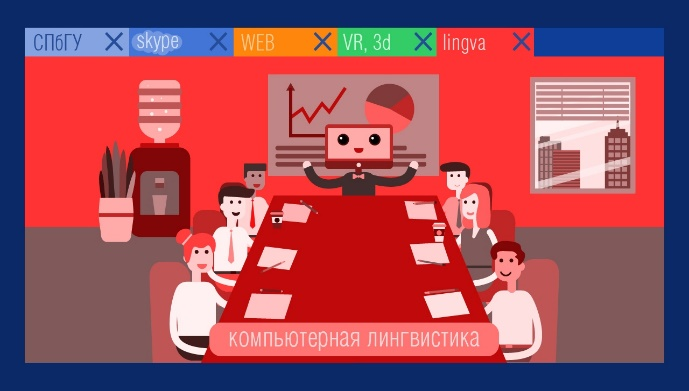 СПбГУ
skype
WEB
VR, 3d
lingva
компьютерная лингвистика